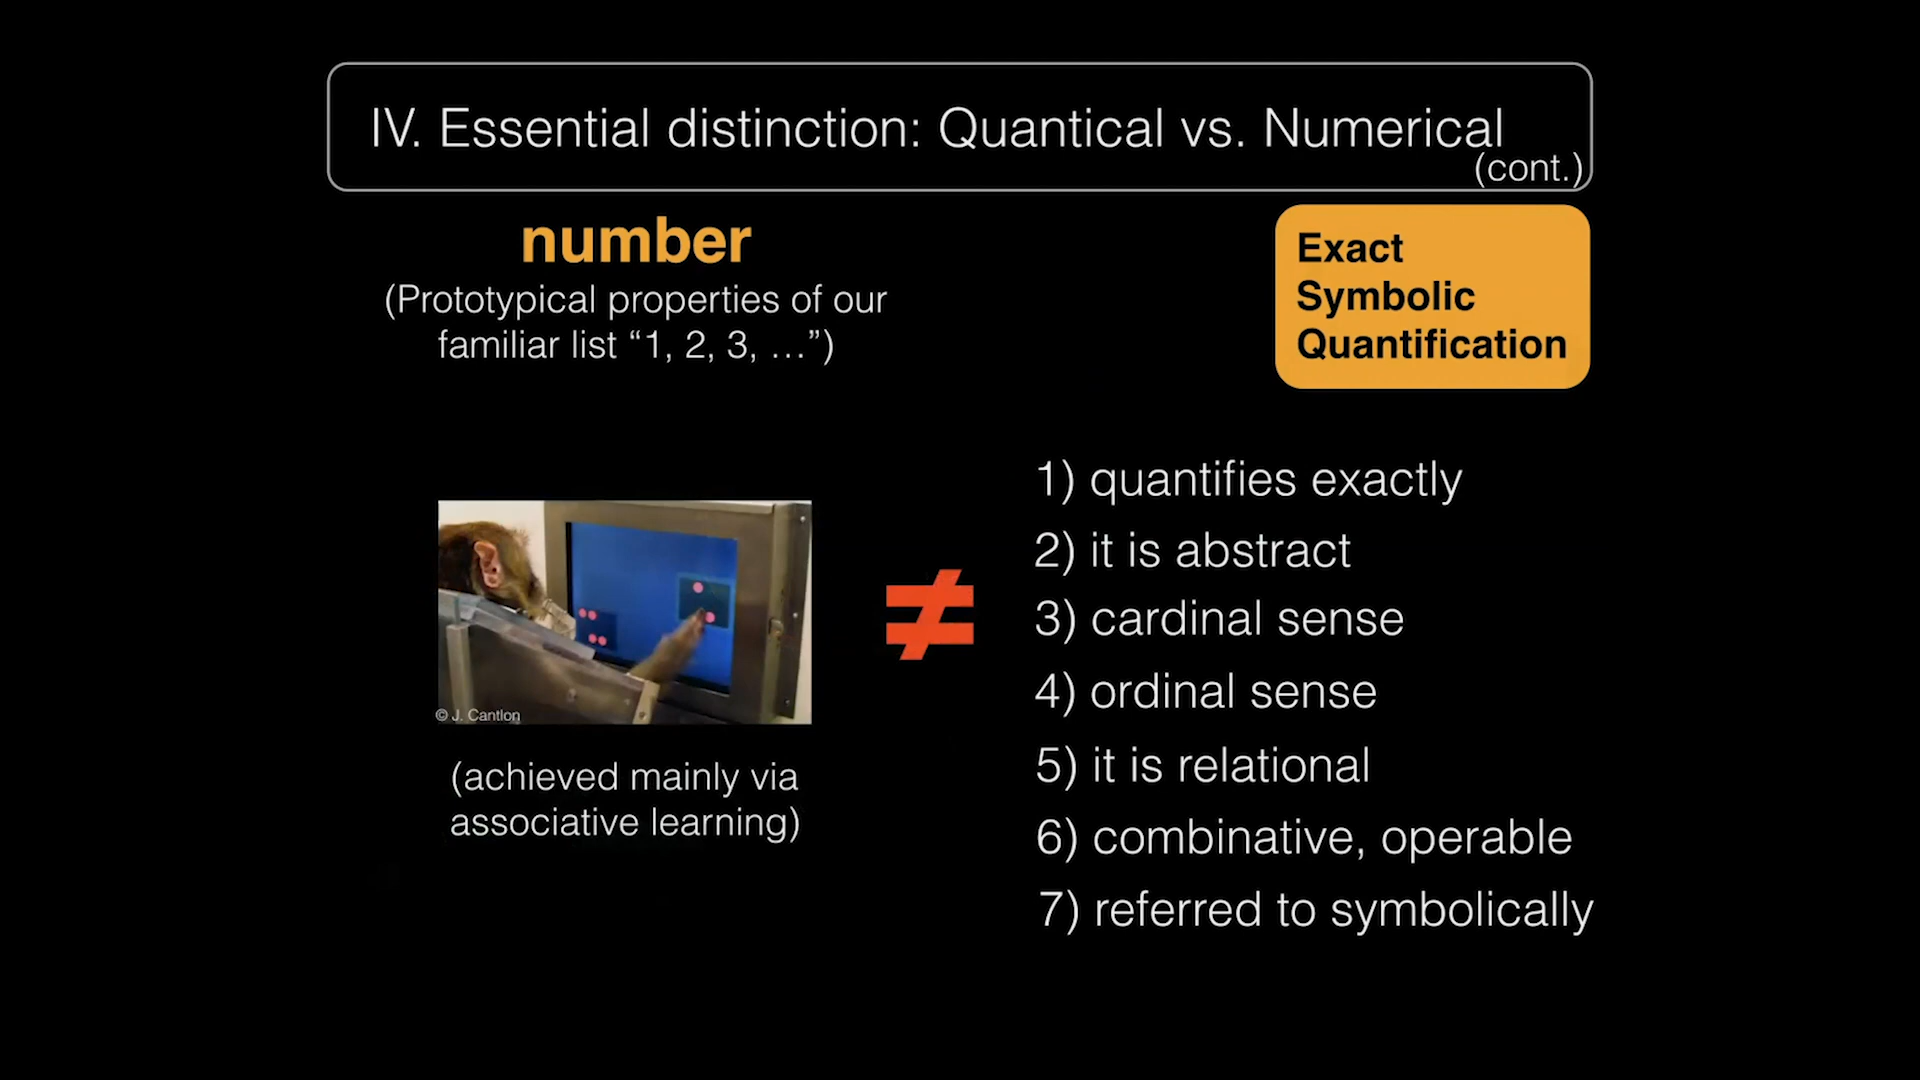 IV. Essential distinction: Quantical vs. Numerical
(cont.)
number
(Prototypical properties of our
familiar list “1, 2, 3, …”)
Exact
Symbolic
Quantification
© J. Cantlon
(achieved mainly via
associative learning)
≠
1) quantifies exactly
2) it is abstract
3) cardinal sense
4) ordinal sense
5) it is relational
6) combinative, operable
7) referred to symbolically